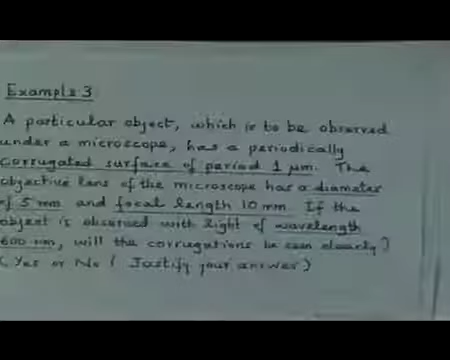 Example 3
A particular object, which is to be observed
under a microscope, has a periodically
corrugated surface of period 1 μm. The
objective lens of the microscope has a diameter
of 5 mm and focal length 10 mm. If the
object is observed with light of wavelength
600 nm, will the corrugations be seen clearly?
(Yes or No / Justify your answer)